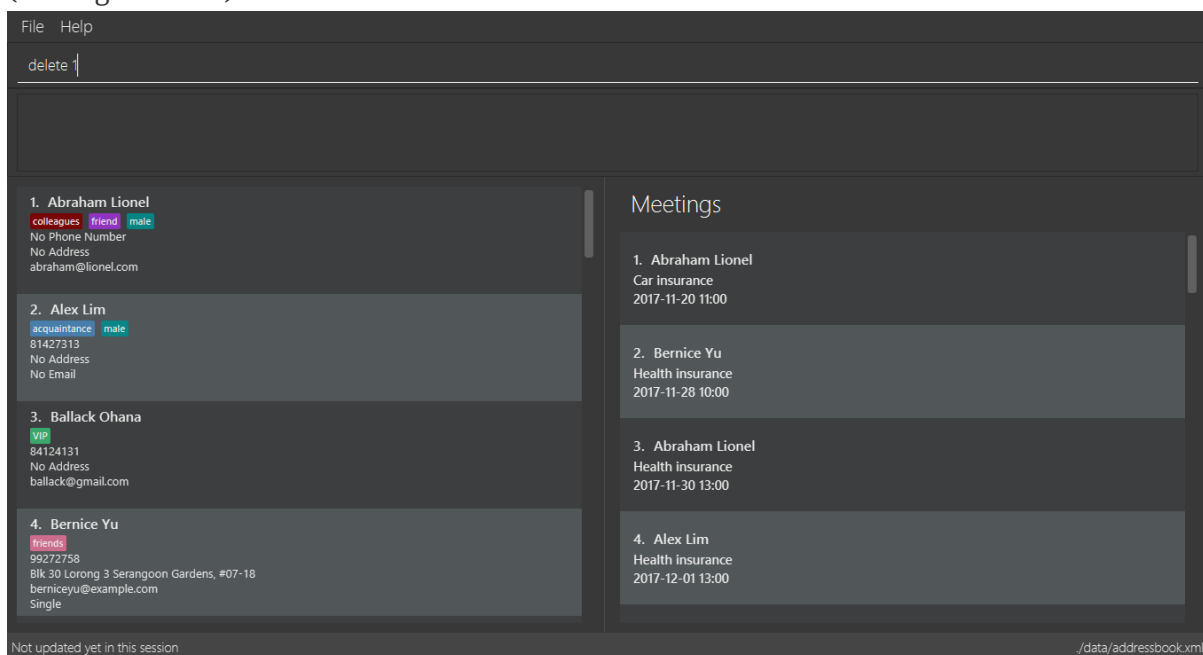 File Help
delete 1
1. Abraham Lionel
colleagues friend male
No Phone Number
No Address
abraham@lionel.com
2. Alex Lim
acquaintance male
81427313
No Address
No Email
3. Ballack Ohana
VIP
84124131
No Address
ballack@gmail.com
4. Bernice Yu
friends
99272758
Blk 30 Lorong 3 Serangoon Gardens, #07-18
berniceyu@example.com
Single
Meetings
1. Abraham Lionel
Car insurance
2017-11-20 11:00
2. Bernice Yu
Health insurance
2017-11-28 10:00
3. Abraham Lionel
Health insurance
2017-11-30 13:00
4. Alex Lim
Health insurance
2017-12-01 13:00
Not updated yet in this session
./data/addressbook.xml